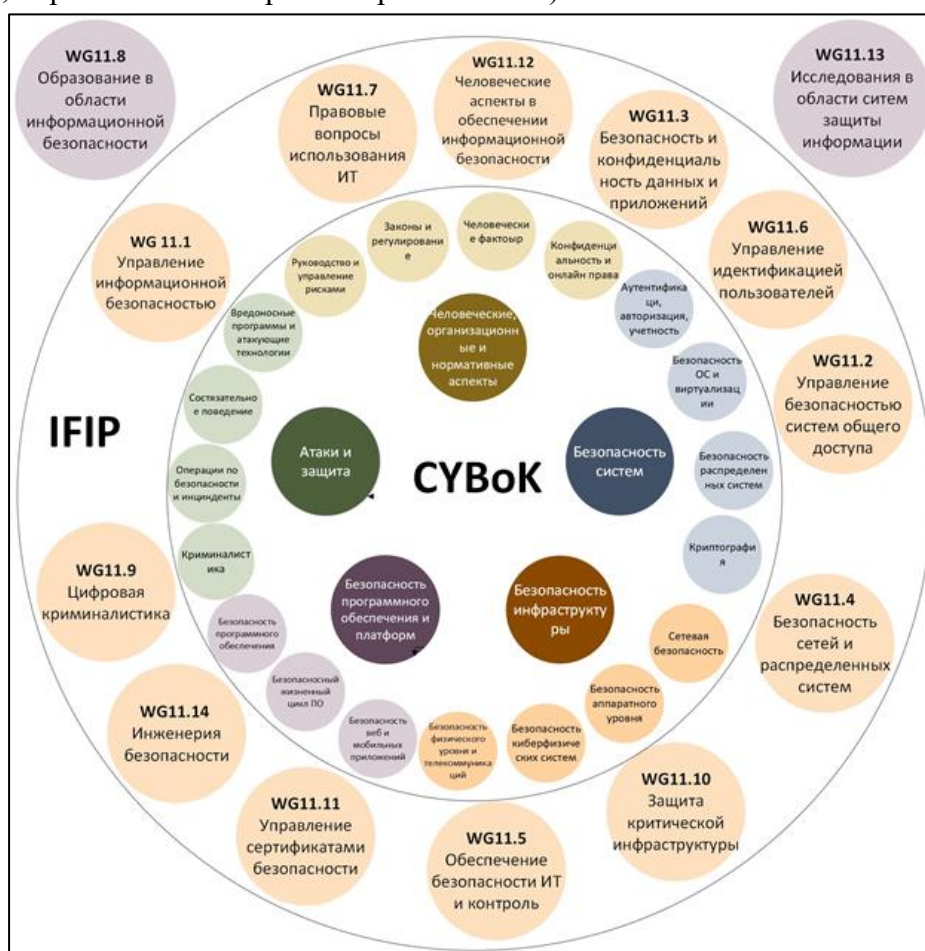 WG11.8
Образование в
области
информационной
безопасности
WG11.7
Правовые
вопросы
использования
ИТ
WG11.12
Человеческие
аспекты в
обеспечении
информационной
безопасности
WG11.3
Безопасность и
конфиденциаль
ность данных и
приложений
WG11.13
Исследования в
области ситем
защиты
информации
WG 11.1
Управление
информационной
безопасностью
WG11.6
Управление
идектификацией
пользователей
WG11.2
Управление
безопасностью
систем общего
доступа
Руководство и
управление
рисками
Законы и
регулировани
е
Человечески
е фактоыр
Конфиденц
иальность и
онлайн права
Аутентифика
ци,
авторизация,
учетность
Безопасность
ОС и
виртуализац
ии
Безопасность
распределен
ных систем
Криптографи
я
Вредоносные
программы и
атакующие
технологии
Состязательно
е поведение
Операции по
безопасности
и инцинденты
Криминалист
ика
Человеческие,
организационн
ые и
нормативные
аспекты
IFIP
Атаки и
защита
CYBoK
Безопасность
систем
Безопасность
программного
обеспечения и
платформ
Безопасность
инфраструкту
ры
Безопасность
программного
обеспечения
Безопасносный
жизненный
цикл ПО
Безопасность
веб и
мобильных
приложений
Безопасность
физического
уровня и
телекоммуника
ций
Безопасность
киберфизиче
ских систем
Безопасность
аппаратного
уровня
Сетевая
безопасность
WG11.9
Цифровая
криминалистика
WG11.4
Безопасность
сетей и
распределенных
систем
WG11.14
Инженерия
безопасности
WG11.10
Защита
критической
инфраструктуры
WG11.11
Управление
сертификатами
безопасности
WG11.5
Обеспечение
безопасности ИТ
и контроль